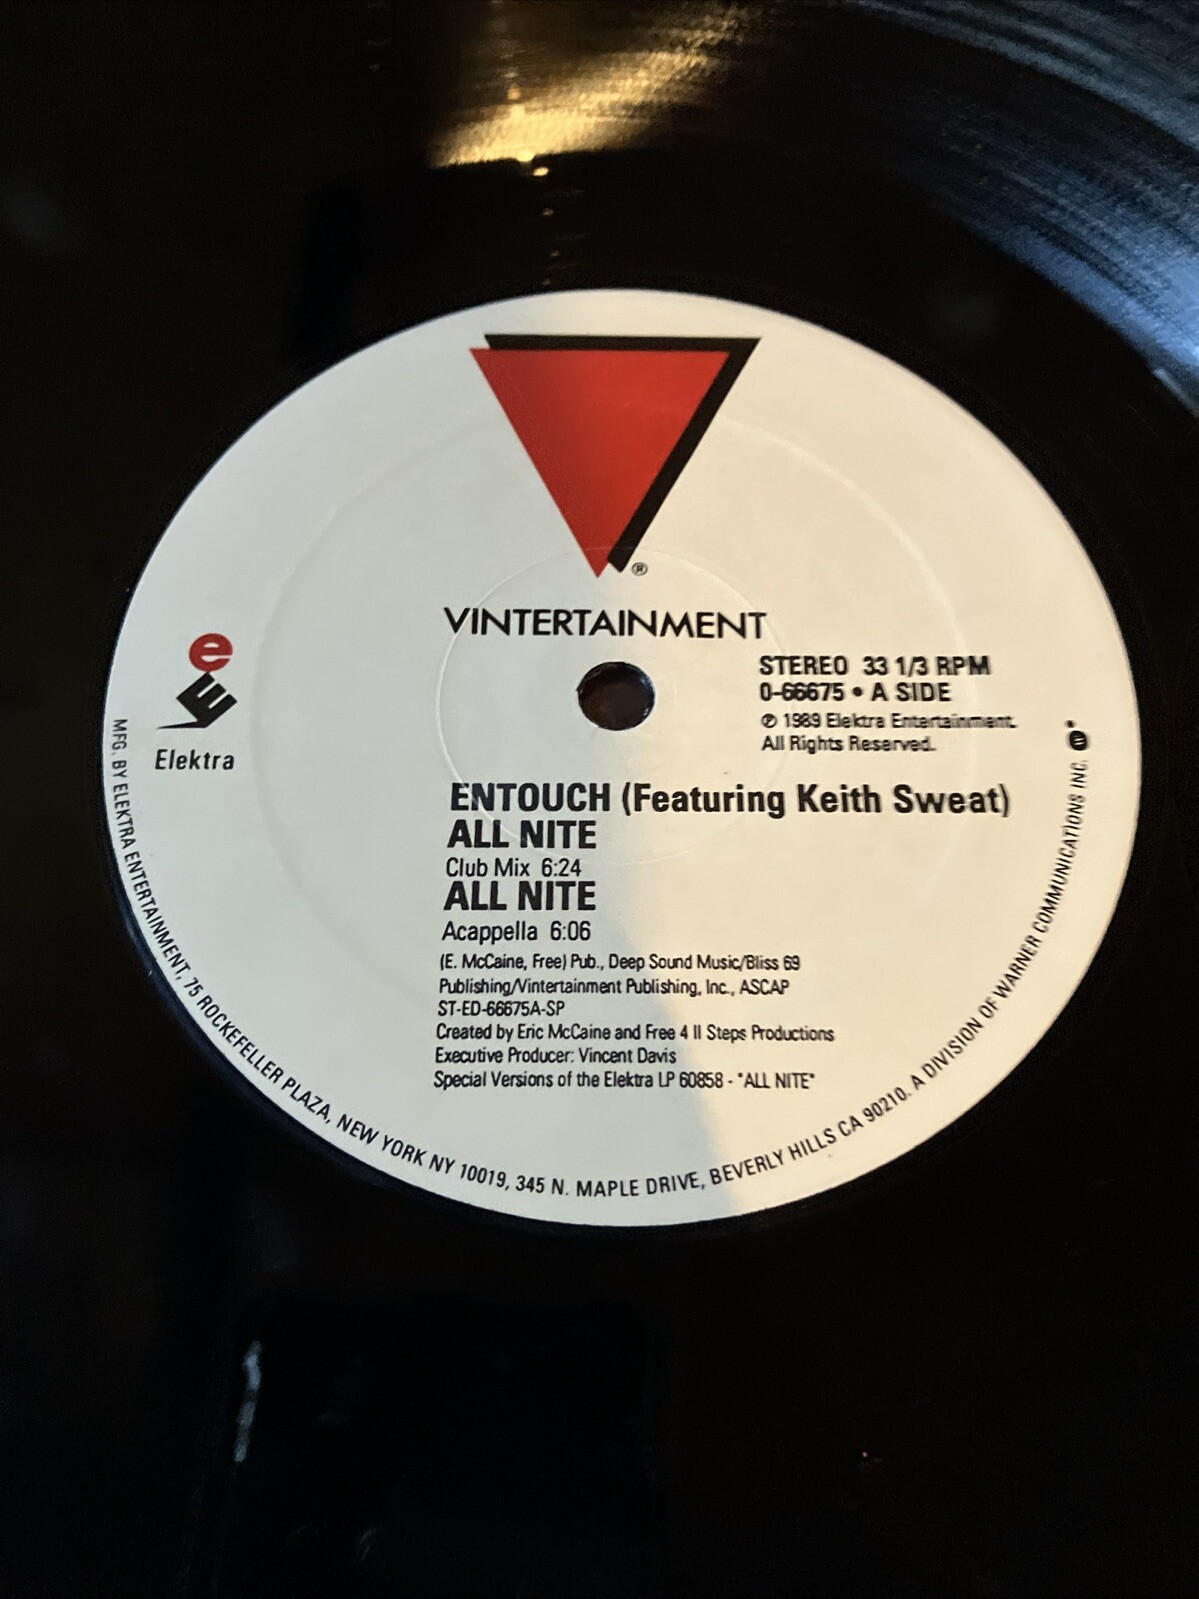 ®
VINTERTAINMENT
STEREO 33 1/3 RPM
0-66675 • A SIDE
℗ 1989 Elektra Entertainment.
All Rights Reserved.
e
E
Elektra
ENTOUCH (Featuring Keith Sweat)
ALL NITE
Club Mix 6:24
ALL NITE
Acappella 6:06
(E. McCaine, Free) Pub., Deep Sound Music/Bliss 69
Publishing/Vintertainment Publishing, Inc., ASCAP
ST-ED-66675A-SP
Created by Eric McCaine and Free 4 II Steps Productions
Executive Producer: Vincent Davis
Special Versions of the Elektra LP 60858 - "ALL NITE"
MFG. BY ELEKTRA ENTERTAINMENT, 75 ROCKEFELLER PLAZA, NEW YORK NY 10019, 345 N. MAPLE DRIVE, BEVERLY HILLS CA 90210. A DIVISION OF WARNER COMMUNICATIONS INC.